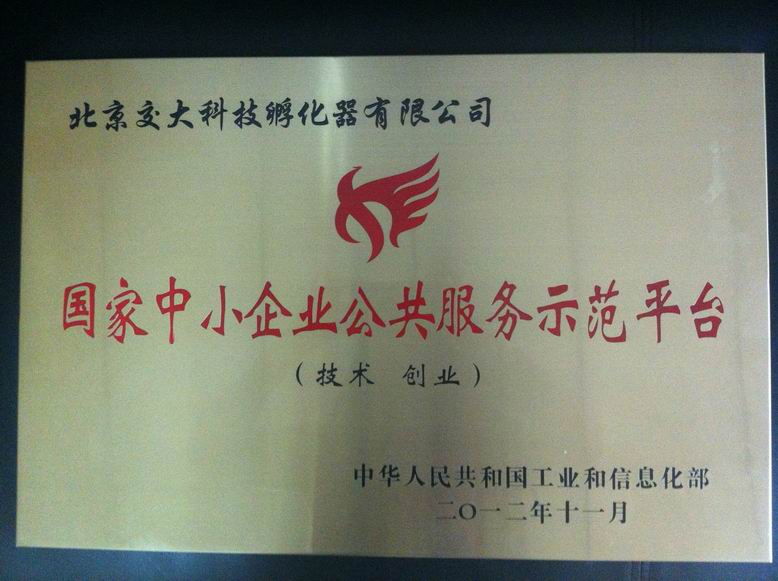 北京交大科技孵化器有限公司
国家中小企业公共服务示范平台
（技术 创业）
中华人民共和国工业和信息化部
二〇一二年十一月